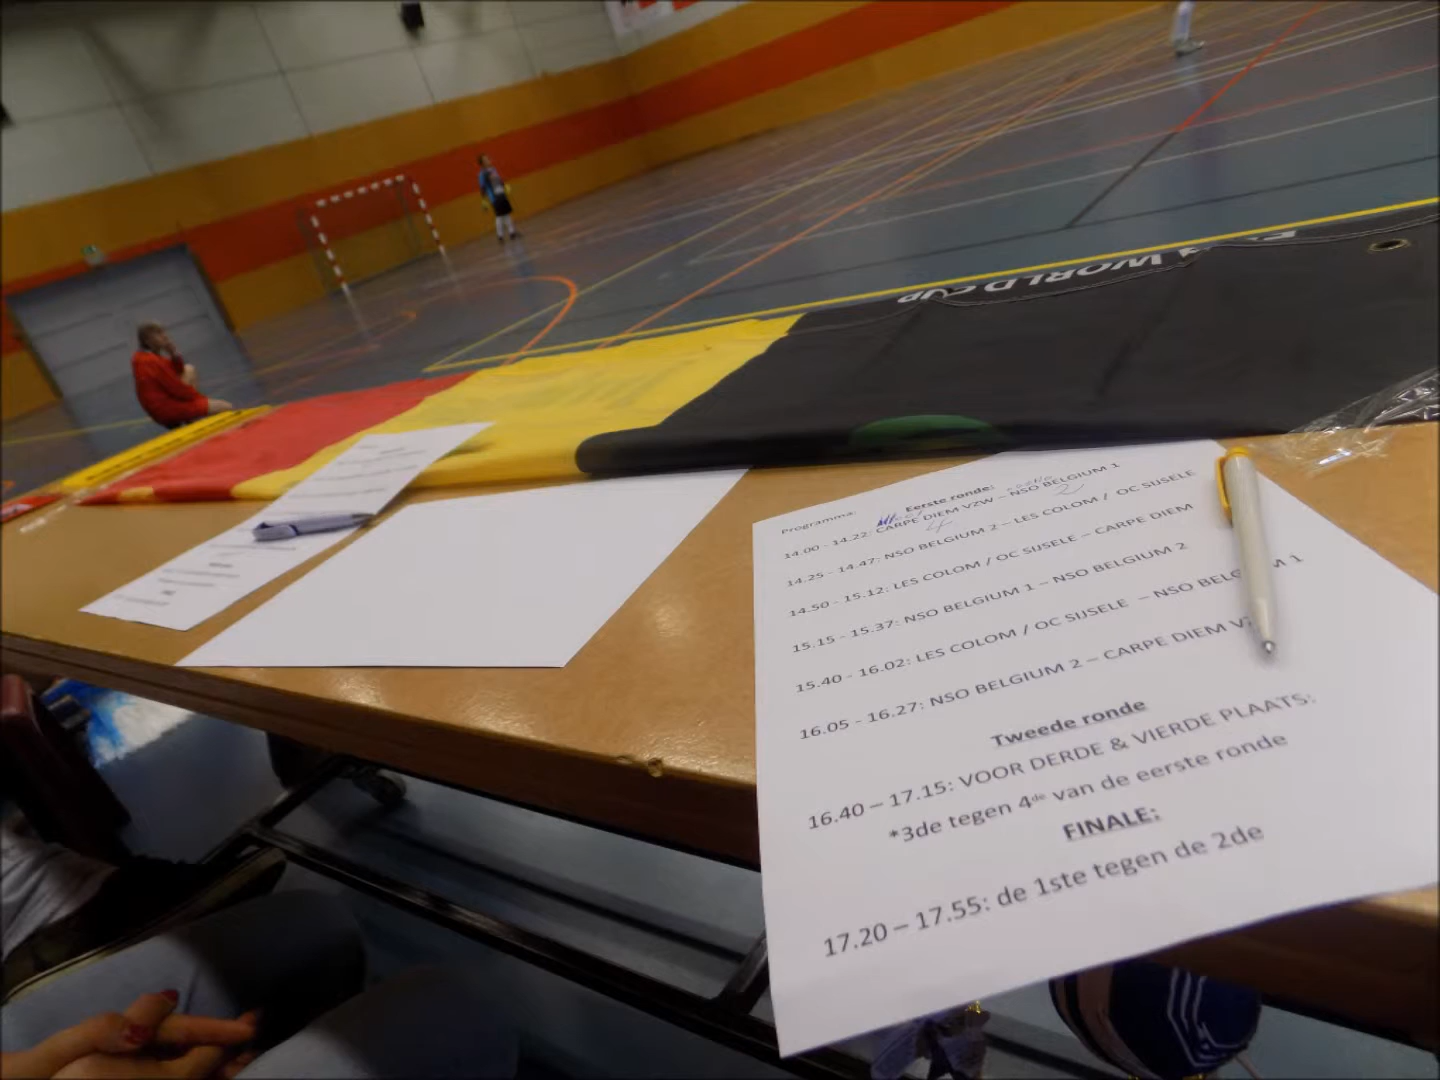 WORLD CUP
Programma:
Eerste ronde:
14.00 - 14.22: CARPE DIEM VZW – NSO BELGIUM 1
4 2
14.25 - 14.47: NSO BELGIUM 2 – LES COLOM / OC SIJSELE
14.50 - 15.12: LES COLOM / OC SIJSELE – CARPE DIEM
15.15 - 15.37: NSO BELGIUM 1 – NSO BELGIUM 2
15.40 - 16.02: LES COLOM / OC SIJSELE – NSO BELGIUM 1
16.05 - 16.27: NSO BELGIUM 2 – CARPE DIEM
Tweede ronde
16.40 – 17.15: VOOR DERDE & VIERDE PLAATS:
*3de tegen 4de van de eerste ronde
FINALE:
17.20 – 17.55: de 1ste tegen de 2de